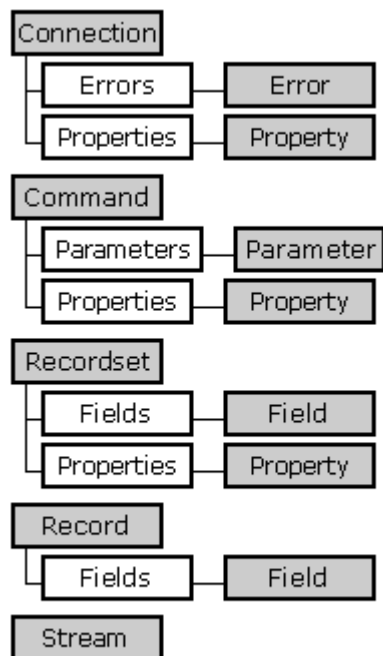 Connection
Errors Error
Properties Property
Command
Parameters Parameter
Properties Property
Recordset
Fields Field
Properties Property
Record
Fields Field
Stream